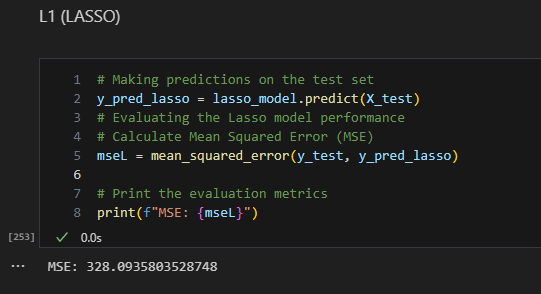 L1 (LASSO)
1 # Making predictions on the test set
2 y_pred_lasso = lasso_model.predict(X_test)
3 # Evaluating the Lasso model performance
4 # Calculate Mean Squared Error (MSE)
5 mseL = mean_squared_error(y_test, y_pred_lasso)
6
7 # Print the evaluation metrics
8 print(f"MSE: {mseL}")
[253] ✓ 0.0s
... MSE: 328.0935803528748